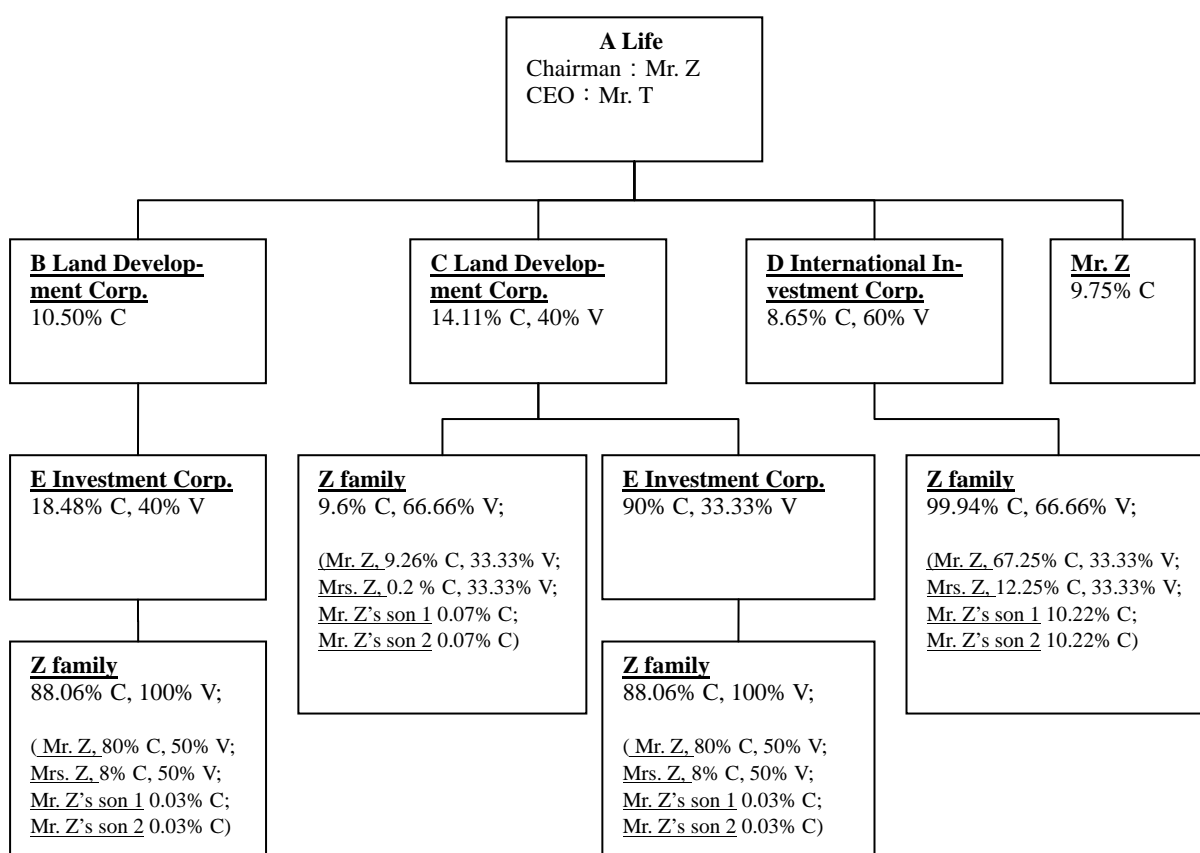 A Life
Chairman：Mr. Z
CEO：Mr. T
B Land Develop-
ment Corp.
10.50% C
C Land Develop-
ment Corp.
14.11% C, 40% V
D International In-
vestment Corp.
8.65% C, 60% V
Mr. Z
9.75% C
E Investment Corp.
18.48% C, 40% V
Z family
9.6% C, 66.66% V;
(Mr. Z, 9.26% C, 33.33% V;
Mrs. Z, 0.2 % C, 33.33% V;
Mr. Z’s son 1 0.07% C;
Mr. Z’s son 2 0.07% C)
E Investment Corp.
90% C, 33.33% V
Z family
99.94% C, 66.66% V;
(Mr. Z, 67.25% C, 33.33% V;
Mrs. Z, 12.25% C, 33.33% V;
Mr. Z’s son 1 10.22% C;
Mr. Z’s son 2 10.22% C)
Z family
88.06% C, 100% V;
( Mr. Z, 80% C, 50% V;
Mrs. Z, 8% C, 50% V;
Mr. Z’s son 1 0.03% C;
Mr. Z’s son 2 0.03% C)
Z family
88.06% C, 100% V;
( Mr. Z, 80% C, 50% V;
Mrs. Z, 8% C, 50% V;
Mr. Z’s son 1 0.03% C;
Mr. Z’s son 2 0.03% C)